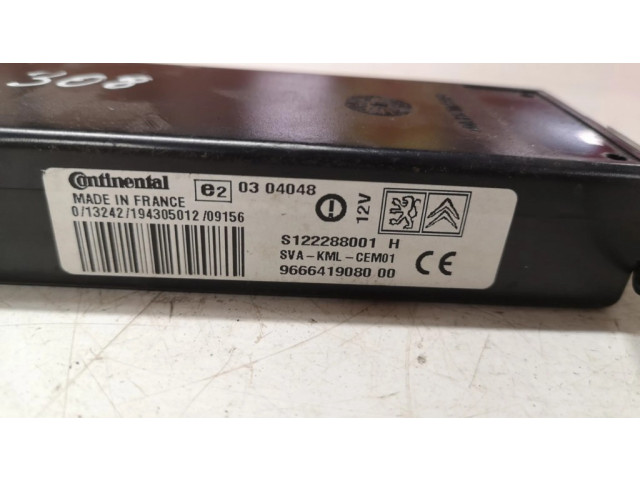 308
Continental
MADE IN FRANCE
0/13242/194305012/09156
e2 03 04048
12V
S122288001 H
SVA-KML-CEM01
9666419080 00
CE